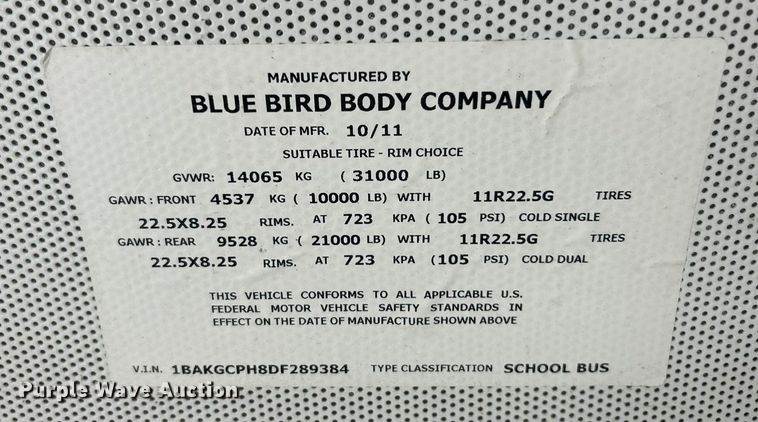 MANUFACTURED BY
BLUE BIRD BODY COMPANY
DATE OF MFR. 10/11
SUITABLE TIRE - RIM CHOICE
GVWR: 14065 KG ( 31000 LB)
GAWR : FRONT 4537 KG ( 10000 LB) WITH 11R22.5G TIRES
22.5X8.25 RIMS. AT 723 KPA ( 105 PSI) COLD SINGLE
GAWR : REAR 9528 KG ( 21000 LB) WITH 11R22.5G TIRES
22.5X8.25 RIMS. AT 723 KPA (105 PSI) COLD DUAL
THIS VEHICLE CONFORMS TO ALL APPLICABLE U.S.
FEDERAL MOTOR VEHICLE SAFETY STANDARDS IN
EFFECT ON THE DATE OF MANUFACTURE SHOWN ABOVE
V.I.N. 1BAKGCPH8DF289384 TYPE CLASSIFICATION SCHOOL BUS
Purple Wave Auction